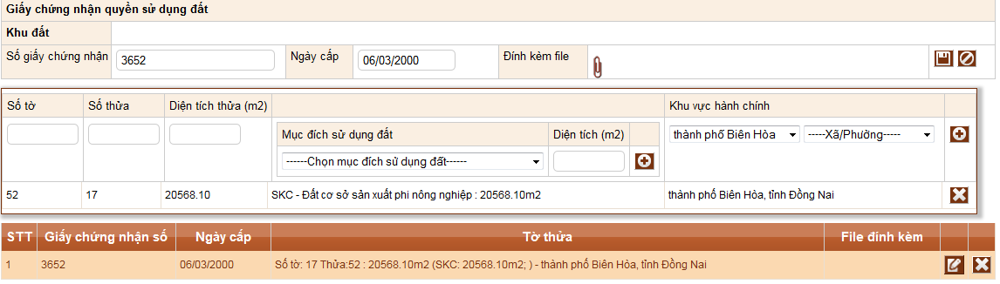 Giấy chứng nhận quyền sử dụng đất
Khu đất
Số giấy chứng nhận 3652 Ngày cấp 06/03/2000 Đính kèm file
Số tờ Số thửa Diện tích thửa (m2) Khu vực hành chính
Mục đích sử dụng đất Diện tích (m2)
thành phố Biên Hòa -----Xã/Phường-----
------Chọn mục đích sử dụng đất------
52 17 20568.10 SKC - Đất cơ sở sản xuất phi nông nghiệp : 20568.10m2 thành phố Biên Hòa, tỉnh Đồng Nai
STT Giấy chứng nhận số Ngày cấp Tờ thửa File đính kèm
1 3652 06/03/2000 Số tờ: 17 Thửa:52 : 20568.10m2 (SKC: 20568.10m2; ) - thành phố Biên Hòa, tỉnh Đồng Nai